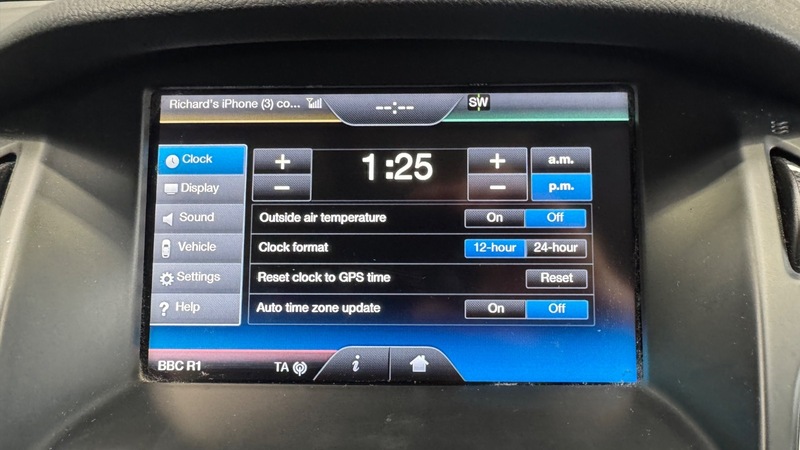 Richard's iPhone (3) co... --:-- SW
Clock + 1:25 + a.m.
Display − − p.m.
Sound Outside air temperature On Off
Vehicle Clock format 12-hour 24-hour
Settings Reset clock to GPS time Reset
? Help Auto time zone update On Off
BBC R1 TA i